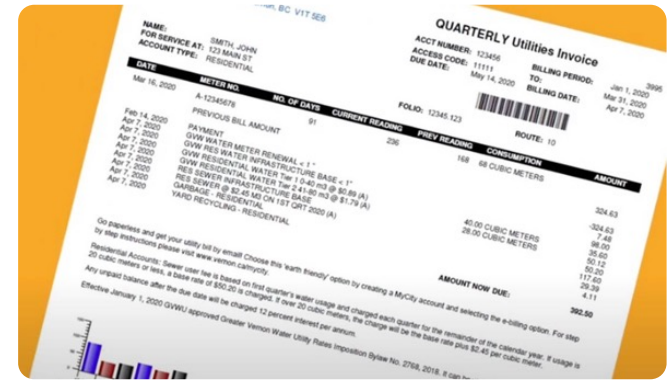 BC V1T 5E6
QUARTERLY Utilities Invoice
3995
NAME: SMITH, JOHN
FOR SERVICE AT: 123 MAIN ST
ACCOUNT TYPE: RESIDENTIAL
ACCT NUMBER: 123456
ACCESS CODE: 11111
DUE DATE: May 14, 2020
BILLING PERIOD: Jan 1, 2020
TO: Mar 31, 2020
BILLING DATE: Apr 7, 2020
FOLIO: 12345.123
ROUTE: 10
DATE METER NO. NO. OF DAYS CURRENT READING PREV READING CONSUMPTION AMOUNT
Mar 16, 2020 A-12345678 91 236 168 68 CUBIC METERS
PREVIOUS BILL AMOUNT 324.63
Feb 14, 2020 PAYMENT -324.63
Apr 7, 2020 GVW WATER METER RENEWAL < 1" 7.48
Apr 7, 2020 GVW RES WATER INFRASTRUCTURE BASE < 1" 98.00
Apr 7, 2020 GVW RESIDENTIAL WATER Tier 1 0-40 m3 @ $0.89 (A) 40.00 CUBIC METERS 35.60
Apr 7, 2020 GVW RESIDENTIAL WATER Tier 2 41-80 m3 @ $1.79 (A) 28.00 CUBIC METERS 50.12
Apr 7, 2020 RES SEWER INFRASTRUCTURE BASE 50.20
Apr 7, 2020 RES SEWER @ $2.45 M3 ON 1ST QRT 2020 (A) 117.60
Apr 7, 2020 GARBAGE - RESIDENTIAL 29.39
YARD RECYCLING - RESIDENTIAL 4.11
AMOUNT NOW DUE: 392.50
Go paperless and get your utility bill by email! Choose this 'earth friendly' option by creating a MyCity account and selecting the e-billing option. For step
by step instructions please visit www.vernon.ca/mycity.
Residential Accounts: Sewer user fee is based on first quarter's water usage and charged each quarter for the remainder of the calendar year. If usage is
20 cubic meters or less, a base rate of $50.20 is charged. If over 20 cubic meters, the charge will be the base rate plus $2.45 per cubic meter.
Any unpaid balance after the due date will be charged 12 percent interest per annum.
Effective January 1, 2020 GVWU approved Greater Vernon Water Utility Rates Imposition Bylaw No. 2768, 2018. It can be